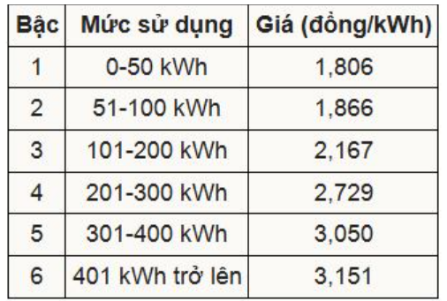 Bậc Mức sử dụng Giá (đồng/kWh)
1 0-50 kWh 1,806
2 51-100 kWh 1,866
3 101-200 kWh 2,167
4 201-300 kWh 2,729
5 301-400 kWh 3,050
6 401 kWh trở lên 3,151